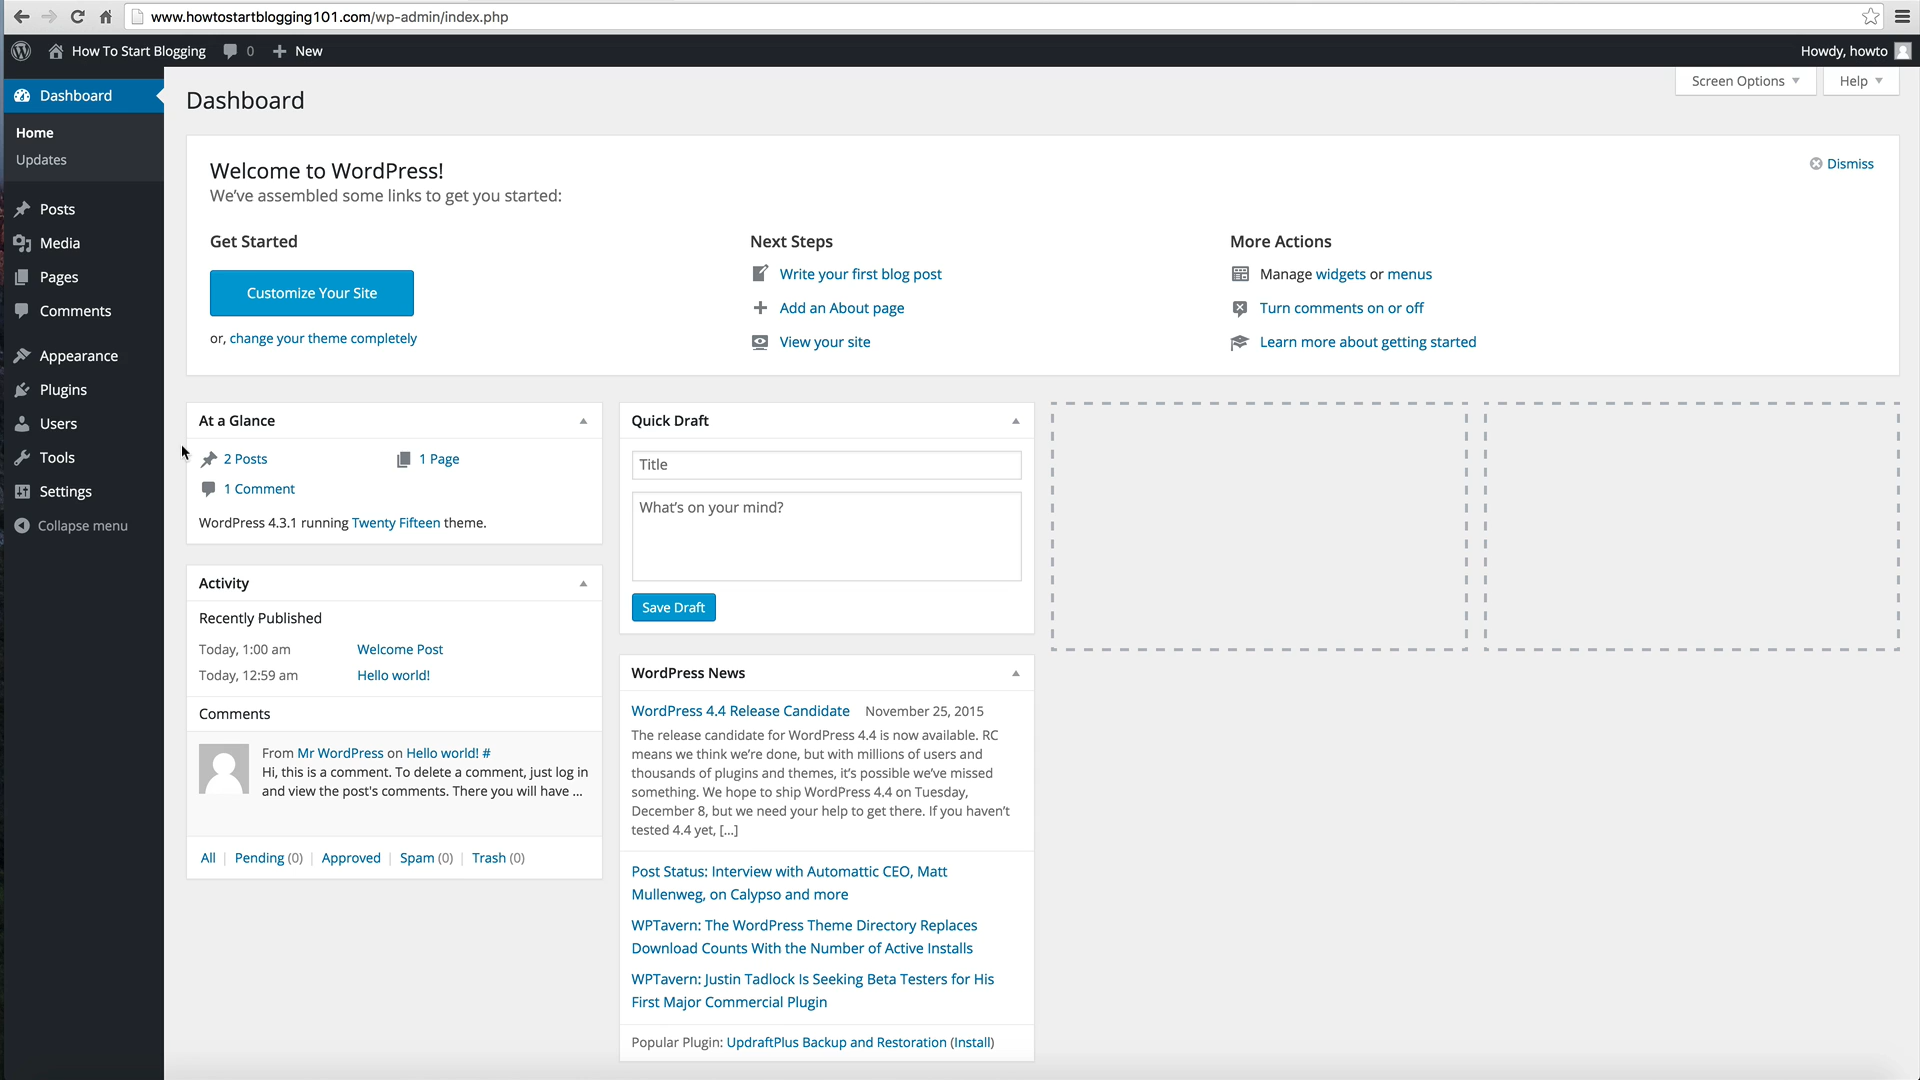 www.howtostartblogging101.com/wp-admin/index.php
How To Start Blogging 0 New
Howdy, howto
Dashboard
Home
Updates
Posts
Media
Pages
Comments
Appearance
Plugins
Users
Tools
Settings
Collapse menu
Dashboard
Screen Options
Help
Welcome to WordPress!
We’ve assembled some links to get you started:
Dismiss
Get Started
Customize Your Site
or, change your theme completely
Next Steps
Write your first blog post
Add an About page
View your site
More Actions
Manage widgets or menus
Turn comments on or off
Learn more about getting started
At a Glance
2 Posts
1 Page
1 Comment
WordPress 4.3.1 running Twenty Fifteen theme.
Activity
Recently Published
Today, 1:00 am Welcome Post
Today, 12:59 am Hello world!
Comments
From Mr WordPress on Hello world! #
Hi, this is a comment. To delete a comment, just log in
and view the post's comments. There you will have ...
All | Pending (0) | Approved | Spam (0) | Trash (0)
Quick Draft
Title
What’s on your mind?
Save Draft
WordPress News
WordPress 4.4 Release Candidate November 25, 2015
The release candidate for WordPress 4.4 is now available. RC
means we think we’re done, but with millions of users and
thousands of plugins and themes, it’s possible we’ve missed
something. We hope to ship WordPress 4.4 on Tuesday,
December 8, but we need your help to get there. If you haven’t
tested 4.4 yet, […]
Post Status: Interview with Automattic CEO, Matt
Mullenweg, on Calypso and more
WPTavern: The WordPress Theme Directory Replaces
Download Counts With the Number of Active Installs
WPTavern: Justin Tadlock Is Seeking Beta Testers for His
First Major Commercial Plugin
Popular Plugin: UpdraftPlus Backup and Restoration (Install)